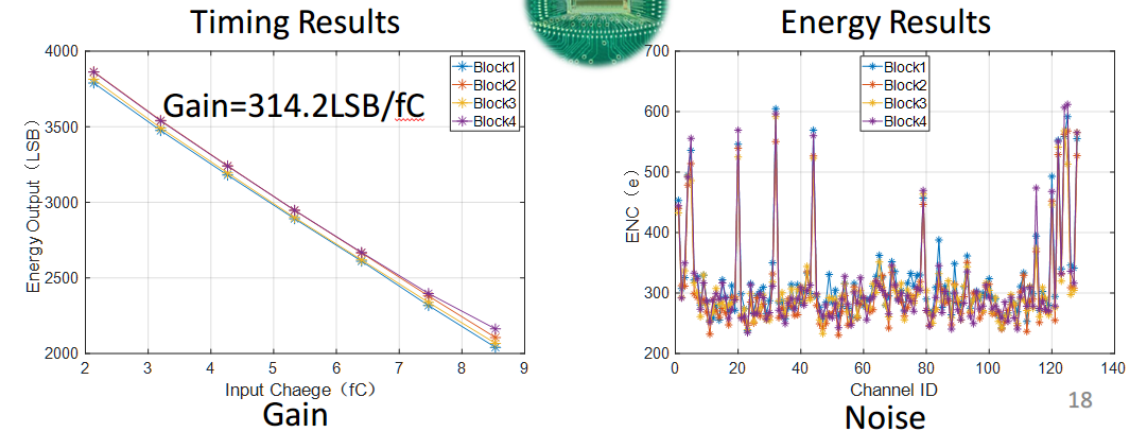 Timing Results
Energy Results
4000
3500
3000
2500
2000
Energy Output（LSB）
Gain=314.2LSB/fC
Block1
Block2
Block3
Block4
2 3 4 5 6 7 8 9
Input Chaege（fC）
Gain
700
600
500
400
300
200
ENC（e）
Block1
Block2
Block3
Block4
0 20 40 60 80 100 120 140
Channel ID
Noise
18